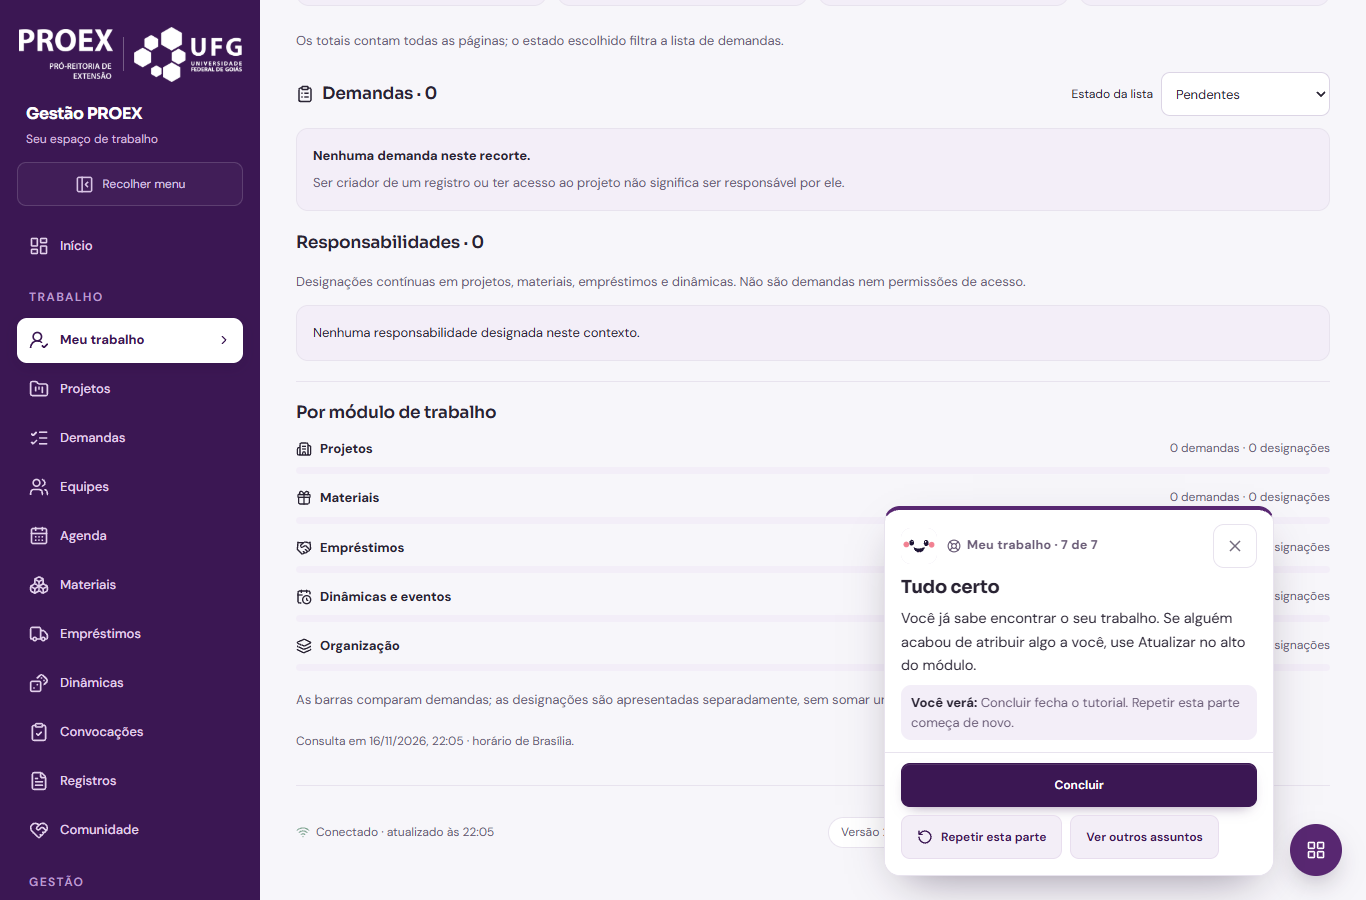 PROEX
PRÓ-REITORIA DE
EXTENSÃO
UFG
UNIVERSIDADE
FEDERAL DE GOIÁS
Gestão PROEX
Seu espaço de trabalho
Recolher menu
Início
TRABALHO
Meu trabalho
Projetos
Demandas
Equipes
Agenda
Materiais
Empréstimos
Dinâmicas
Convocações
Registros
Comunidade
GESTÃO
Os totais contam todas as páginas; o estado escolhido filtra a lista de demandas.
Demandas · 0
Estado da lista
Pendentes
Nenhuma demanda neste recorte.
Ser criador de um registro ou ter acesso ao projeto não significa ser responsável por ele.
Responsabilidades · 0
Designações contínuas em projetos, materiais, empréstimos e dinâmicas. Não são demandas nem permissões de acesso.
Nenhuma responsabilidade designada neste contexto.
Por módulo de trabalho
Projetos
0 demandas · 0 designações
Materiais
0 demandas · 0 designações
Empréstimos
signações
Dinâmicas e eventos
signações
Organização
signações
As barras comparam demandas; as designações são apresentadas separadamente, sem somar
Consulta em 16/11/2026, 22:05 · horário de Brasília.
Conectado · atualizado às 22:05
Versão
Meu trabalho · 7 de 7
Tudo certo
Você já sabe encontrar o seu trabalho. Se alguém
acabou de atribuir algo a você, use Atualizar no alto
do módulo.
Você verá: Concluir fecha o tutorial. Repetir esta parte
começa de novo.
Concluir
Repetir esta parte
Ver outros assuntos